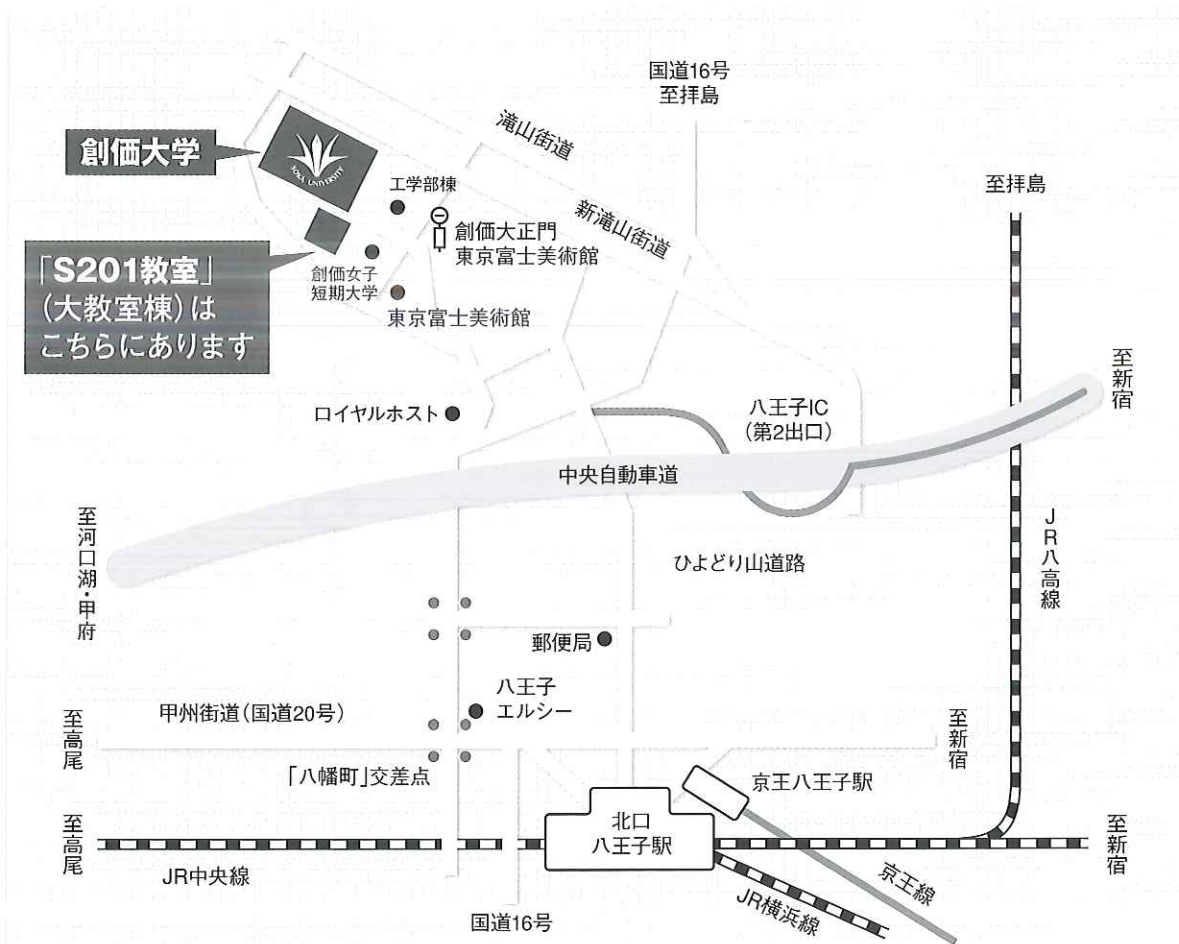 国道16号
至拝島
滝山街道
創価大学
SOKA UNIVERSITY
工学部棟
至拝島
新滝山街道
創価大正門
東京富士美術館
「S201教室」
(大教室棟)は
こちらにあります
創価女子
短期大学
東京富士美術館
至新宿
ロイヤルホスト
八王子IC
(第2出口)
中央自動車道
至河口湖・甲府
JR八高線
ひよどり山道路
郵便局
八王子
エルシー
甲州街道(国道20号)
至高尾
至新宿
「八幡町」交差点
京王八王子駅
北口
八王子駅
至高尾
至新宿
JR中央線
京王線
JR横浜線
国道16号